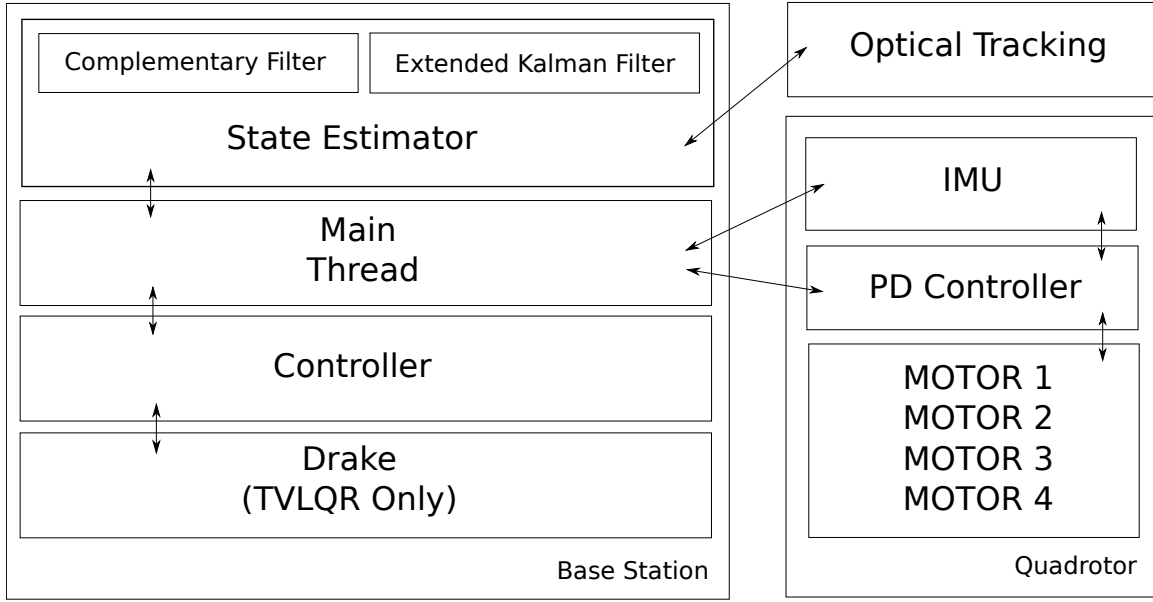 Complementary Filter
Extended Kalman Filter
State Estimator
Main
Thread
Controller
Drake
(TVLQR Only)
Base Station
Optical Tracking
IMU
PD Controller
MOTOR 1
MOTOR 2
MOTOR 3
MOTOR 4
Quadrotor